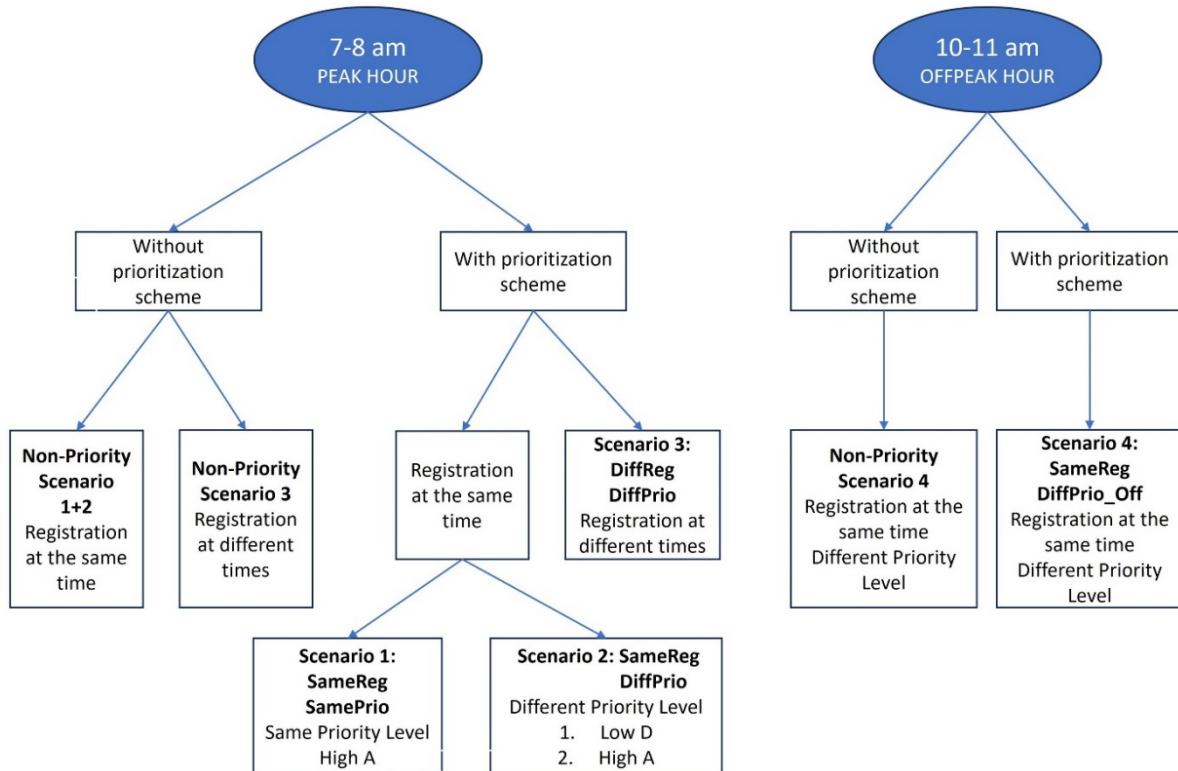 7-8 am
PEAK HOUR
10-11 am
OFFPEAK HOUR
Without
prioritization
scheme
With prioritization
scheme
Without
prioritization
scheme
With prioritization
scheme
Non-Priority
Scenario
1+2
Registration
at the same
time
Non-Priority
Scenario 3
Registration
at different
times
Registration
at the same
time
Scenario 3:
DiffReg
DiffPrio
Registration at
different times
Non-Priority
Scenario 4
Registration at the
same time
Different Priority
Level
Scenario 4:
SameReg
DiffPrio_Off
Registration at the
same time
Different Priority
Level
Scenario 1:
SameReg
SamePrio
Same Priority Level
High A
Scenario 2: SameReg
DiffPrio
Different Priority Level
1. Low D
2. High A